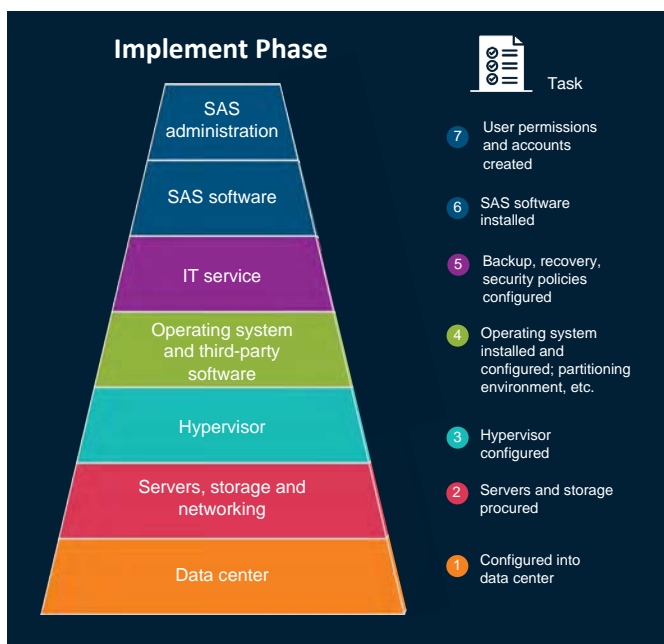 Implement Phase
Task
SAS
administration
7
User permissions
and accounts
created
SAS software
6
SAS software
installed
IT service
5
Backup, recovery,
security policies
configured
Operating system
and third-party
software
4
Operating system
installed and
configured; partitioning
environment, etc.
Hypervisor
3
Hypervisor
configured
Servers, storage and
networking
2
Servers and storage
procured
Data center
1
Configured into
data center